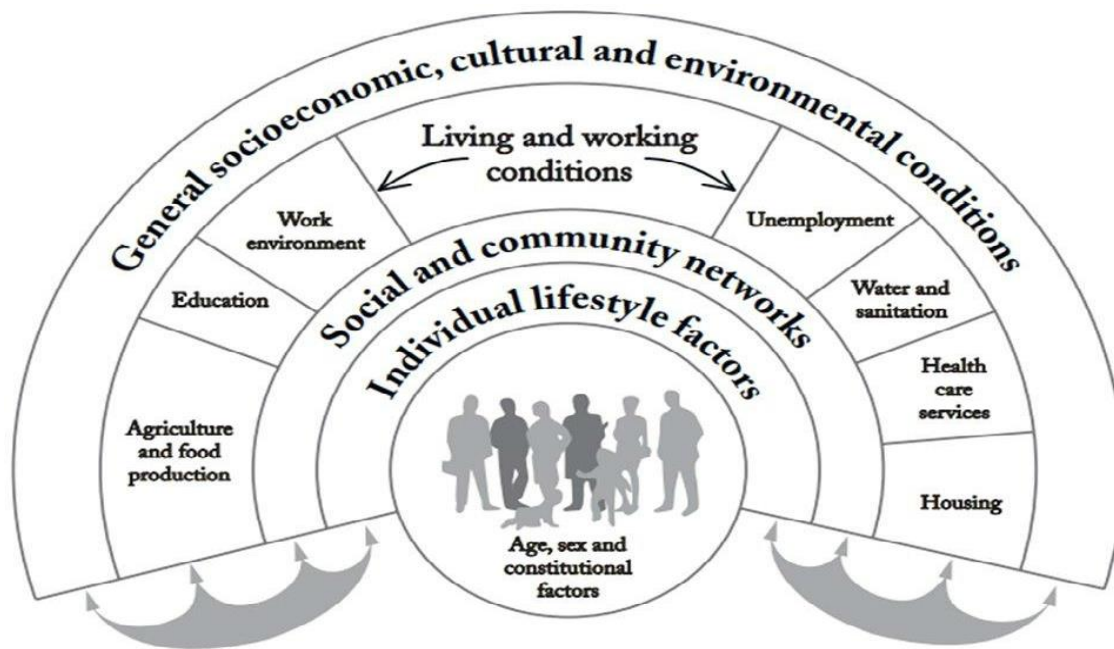 General socioeconomic, cultural and environmental conditions
Living and working
conditions
Work
environment
Unemployment
Education
Water and
sanitation
Agriculture
and food
production
Health
care
services
Housing
Social and community networks
Individual lifestyle factors
Age, sex and
constitutional
factors